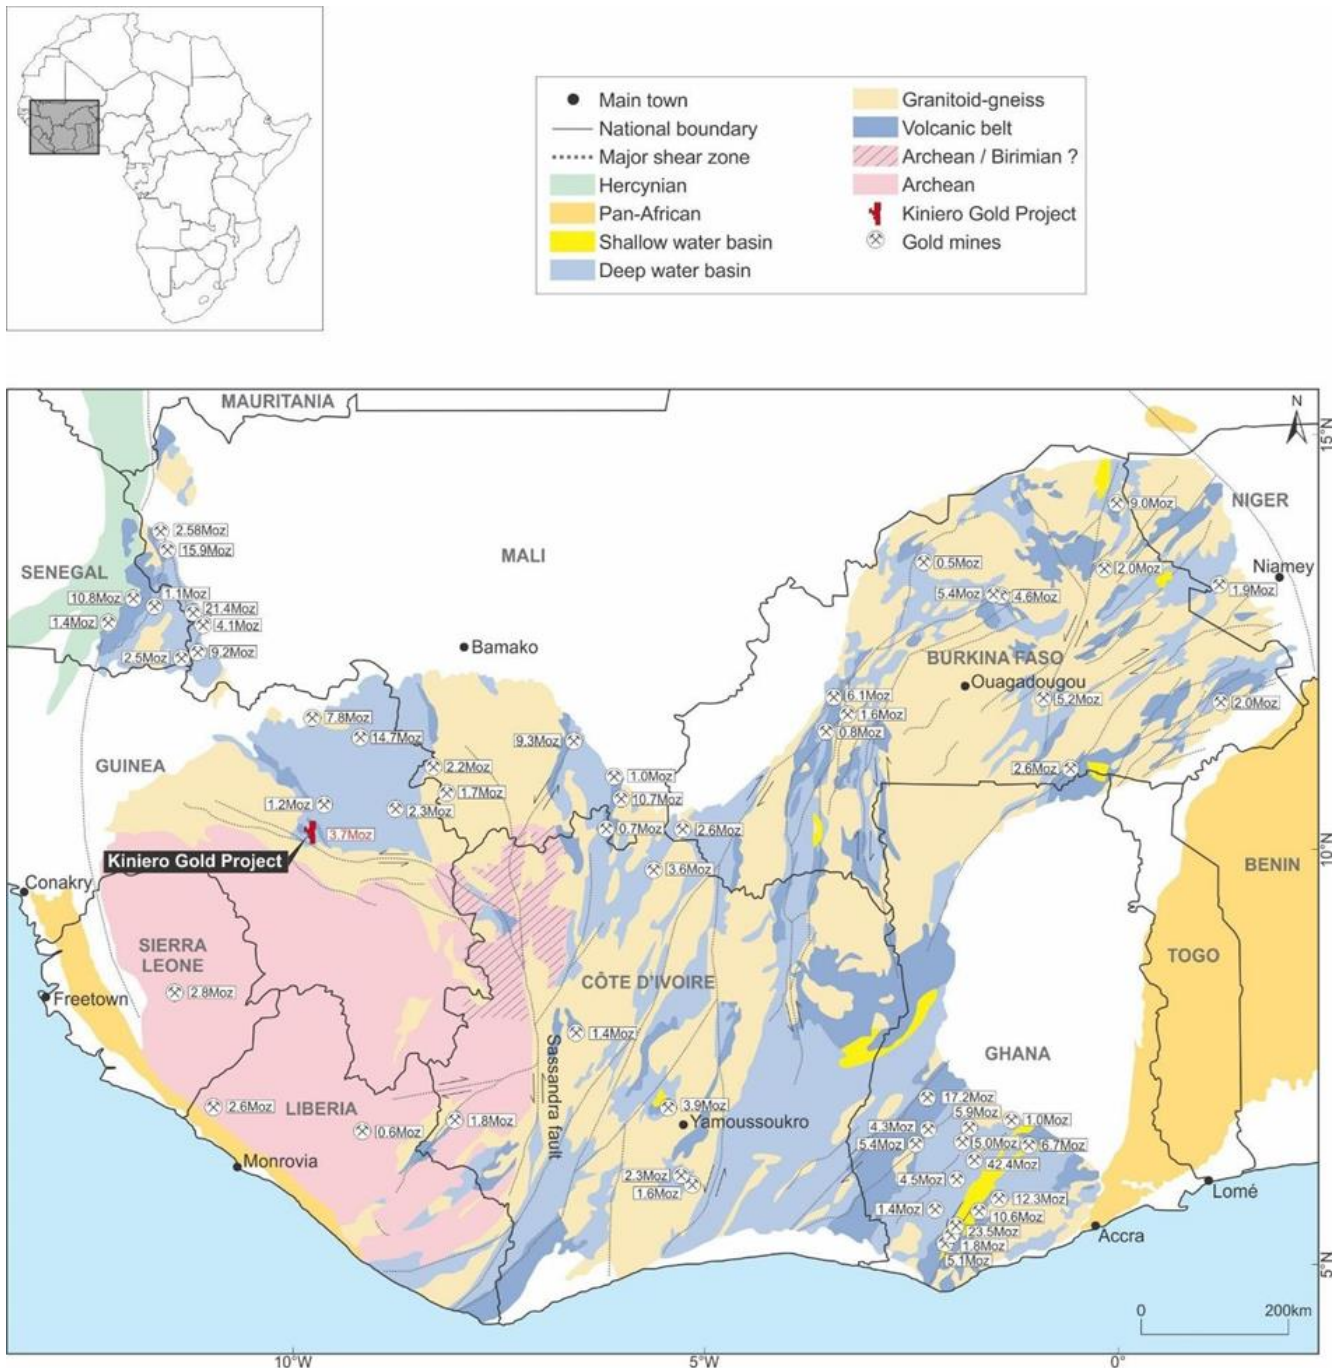 Main town
National boundary
Major shear zone
Hercynian
Pan-African
Shallow water basin
Deep water basin
Granitoid-gneiss
Volcanic belt
Archean / Birimian ?
Archean
Kiniero Gold Project
Gold mines
MAURITANIA
N
15°N
NIGER
9.0Moz
2.58Moz
MALI
15.9Moz
SENEGAL
0.5Moz
2.0Moz
Niamey
10.8Moz
1.1Moz
5.4Moz
4.6Moz
1.9Moz
21.4Moz
1.4Moz
4.1Moz
Bamako
9.2Moz
2.5Moz
BURKINA FASO
Ouagadougou
6.1Moz
5.2Moz
2.0Moz
7.8Moz
1.6Moz
14.7Moz
9.3Moz
0.8Moz
GUINEA
2.2Moz
1.0Moz
2.6Moz
1.7Moz
10.7Moz
1.2Moz
2.3Moz
3.7Moz
0.7Moz
2.6Moz
10°N
Kiniero Gold Project
3.6Moz
BENIN
Conakry
SIERRA
LEONE
CÔTE D'IVOIRE
TOGO
2.8Moz
Freetown
1.4Moz
Sassandra fault
GHANA
17.2Moz
2.6Moz
LIBERIA
3.9Moz
5.9Moz
1.0Moz
1.8Moz
Yamoussoukro
4.3Moz
0.6Moz
5.4Moz
5.0Moz
6.7Moz
Monrovia
42.4Moz
2.3Moz
4.5Moz
1.6Moz
Lomé
12.3Moz
1.4Moz
10.6Moz
23.5Moz
Accra
1.8Moz
5.1Moz
5°N
0
200km
10°W
5°W
0°